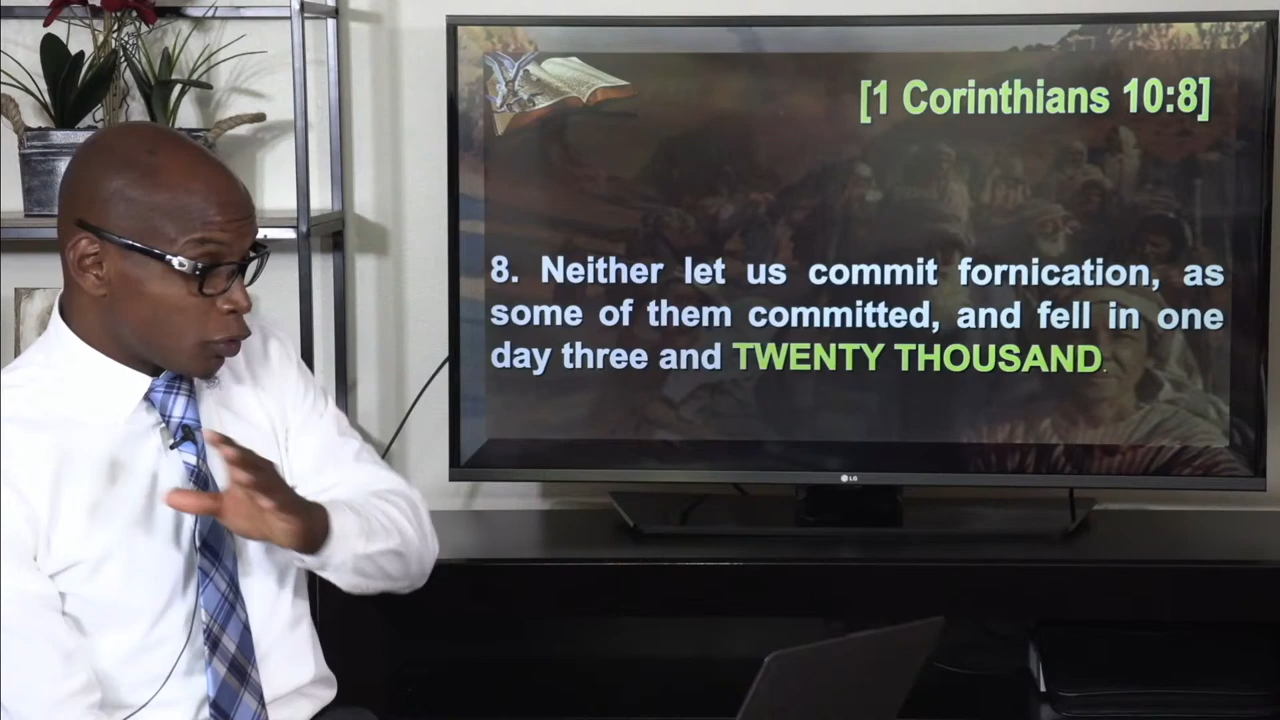 [1 Corinthians 10:8]
8. Neither let us commit fornication, as
some of them committed, and fell in one
day three and TWENTY THOUSAND.
LG